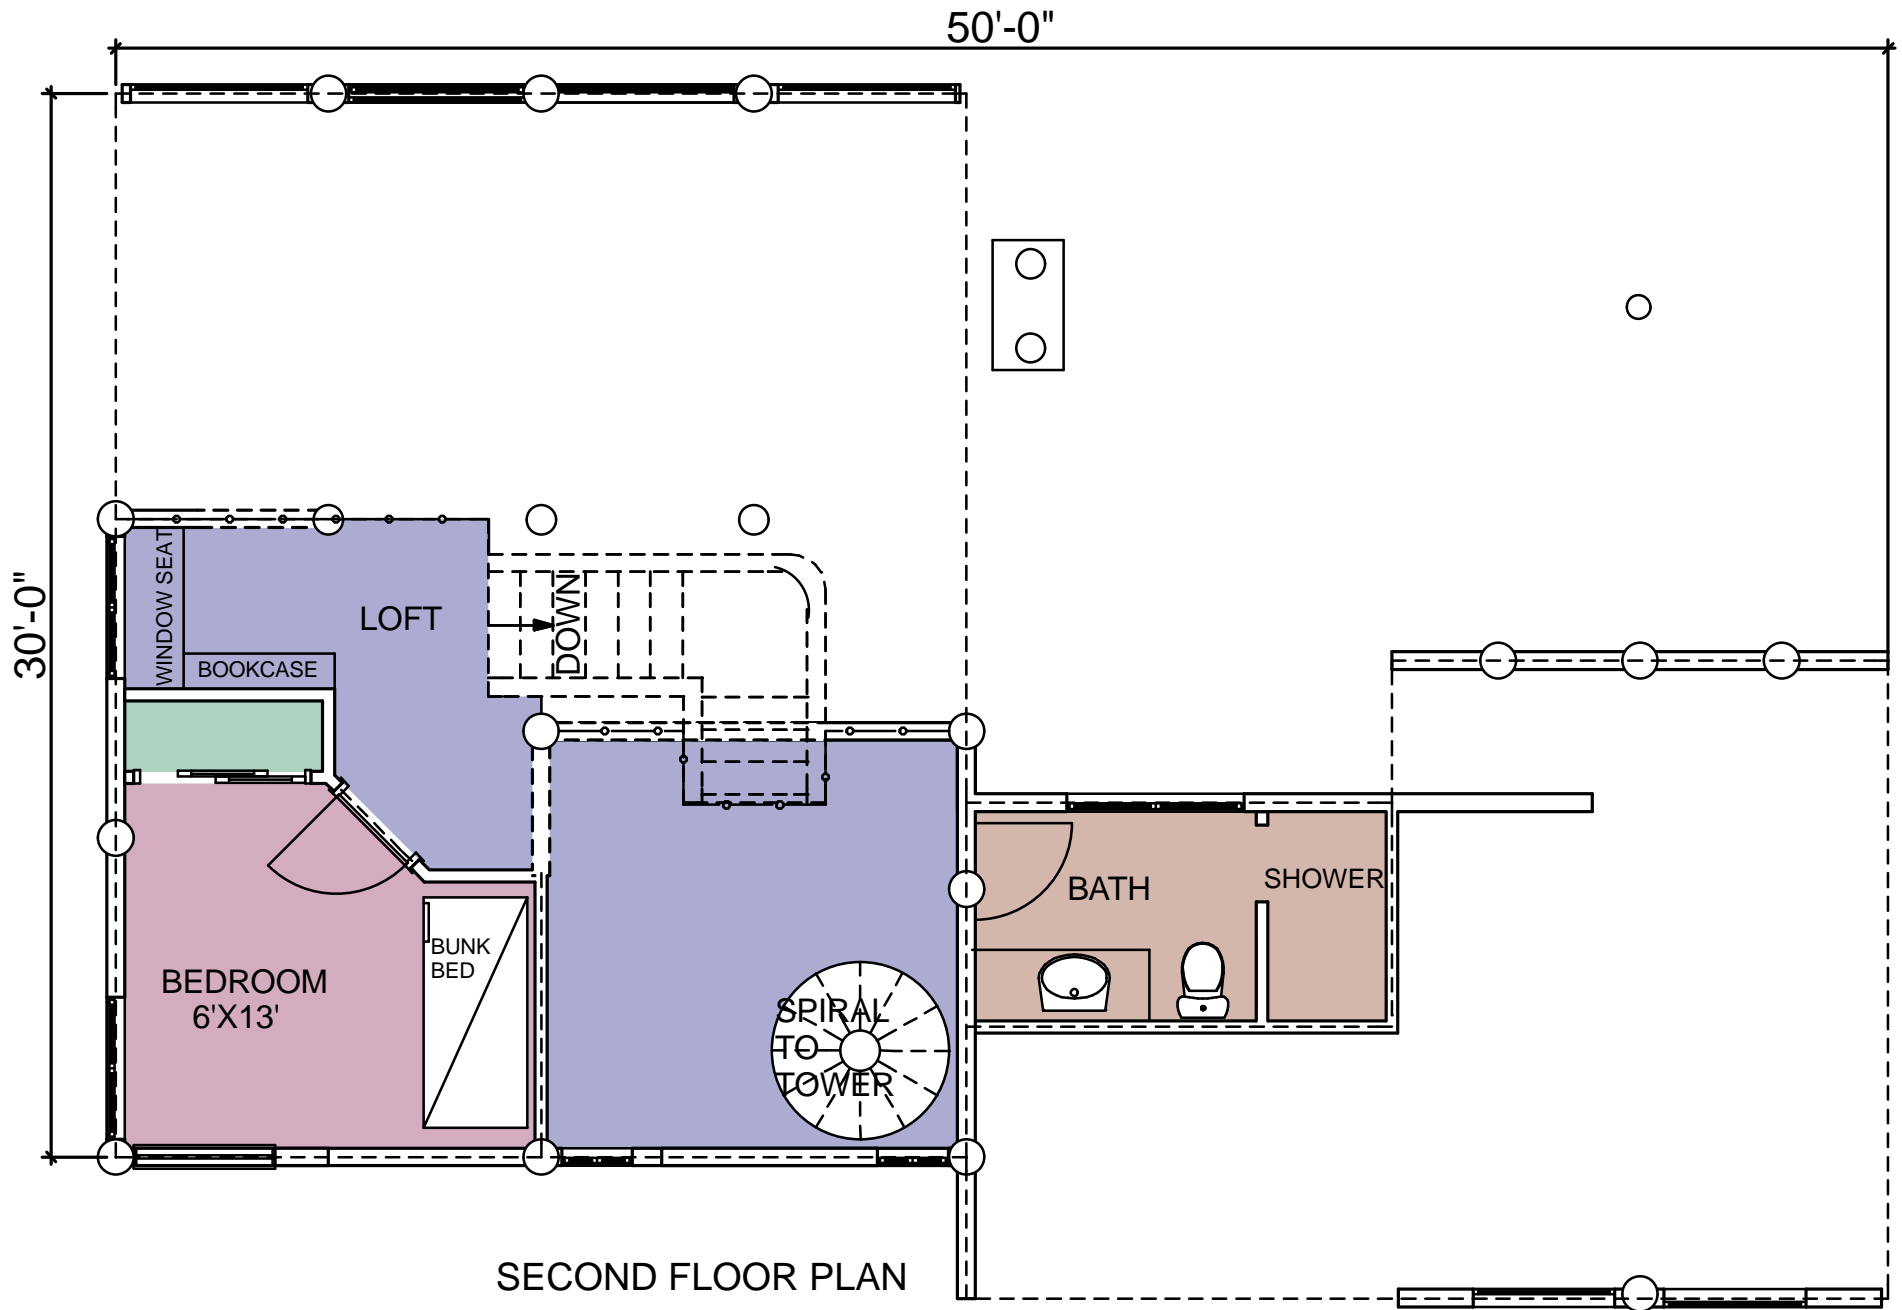 50'-0"
30'-0"
WINDOW SEAT
LOFT
DOWN
BOOKCASE
BATH
SHOWER
BUNK
BED
BEDROOM
6'X13'
SPIRAL
TO
TOWER
SECOND FLOOR PLAN